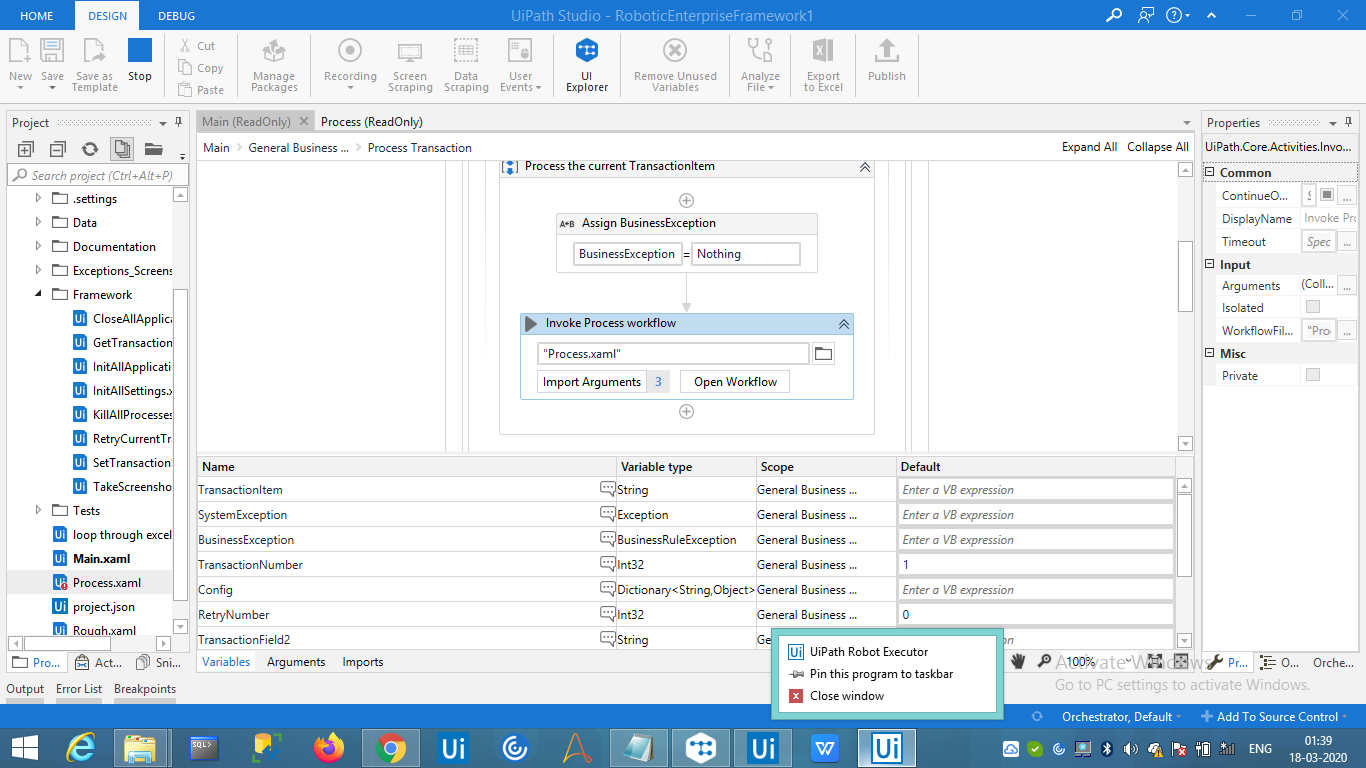 HOME DESIGN DEBUG UiPath Studio - RoboticEnterpriseFramework1
New Save Save as Template Stop
Cut
Copy
Paste
Manage Packages Recording Screen Scraping Data Scraping User Events UI Explorer Remove Unused Variables Analyze File Export to Excel Publish
Project
Search project (Ctrl+Alt+P)
.settings
Data
Documentation
Exceptions_Screens
Framework
CloseAllApplica
GetTransaction
InitAllApplicati
InitAllSettings.x
KillAllProcesses
RetryCurrentTr
SetTransaction
TakeScreensho
Tests
loop through excel
Main.xaml
Process.xaml
project.json
Rough.xaml
Pro... Act... Sni...
Main (ReadOnly) Process (ReadOnly)
Main > General Business ... > Process Transaction Expand All Collapse All
Process the current TransactionItem
A+B Assign BusinessException
BusinessException = Nothing
Invoke Process workflow
"Process.xaml"
Import Arguments 3 Open Workflow
Name Variable type Scope Default
TransactionItem String General Business ... Enter a VB expression
SystemException Exception General Business ... Enter a VB expression
BusinessException BusinessRuleException General Business ... Enter a VB expression
TransactionNumber Int32 General Business ... 1
Config Dictionary<String,Object> General Business ... Enter a VB expression
RetryNumber Int32 General Business ... 0
TransactionField2 String Ge expression
Variables Arguments Imports 100%
UiPath Robot Executor
Pin this program to taskbar
Close window
Properties
UiPath.Core.Activities.Invo...
Common
ContinueO... ...
DisplayName Invoke Pro
Timeout Spec ...
Input
Arguments (Coll... ...
Isolated
WorkflowFil... "Proc ...
Misc
Private
Pr... O... Orche...
Activate Windows
Go to PC settings to activate Windows.
Output Error List Breakpoints
Orchestrator, Default Add To Source Control
SQL> Ui Ui W Ui
ENG 01:39
18-03-2020